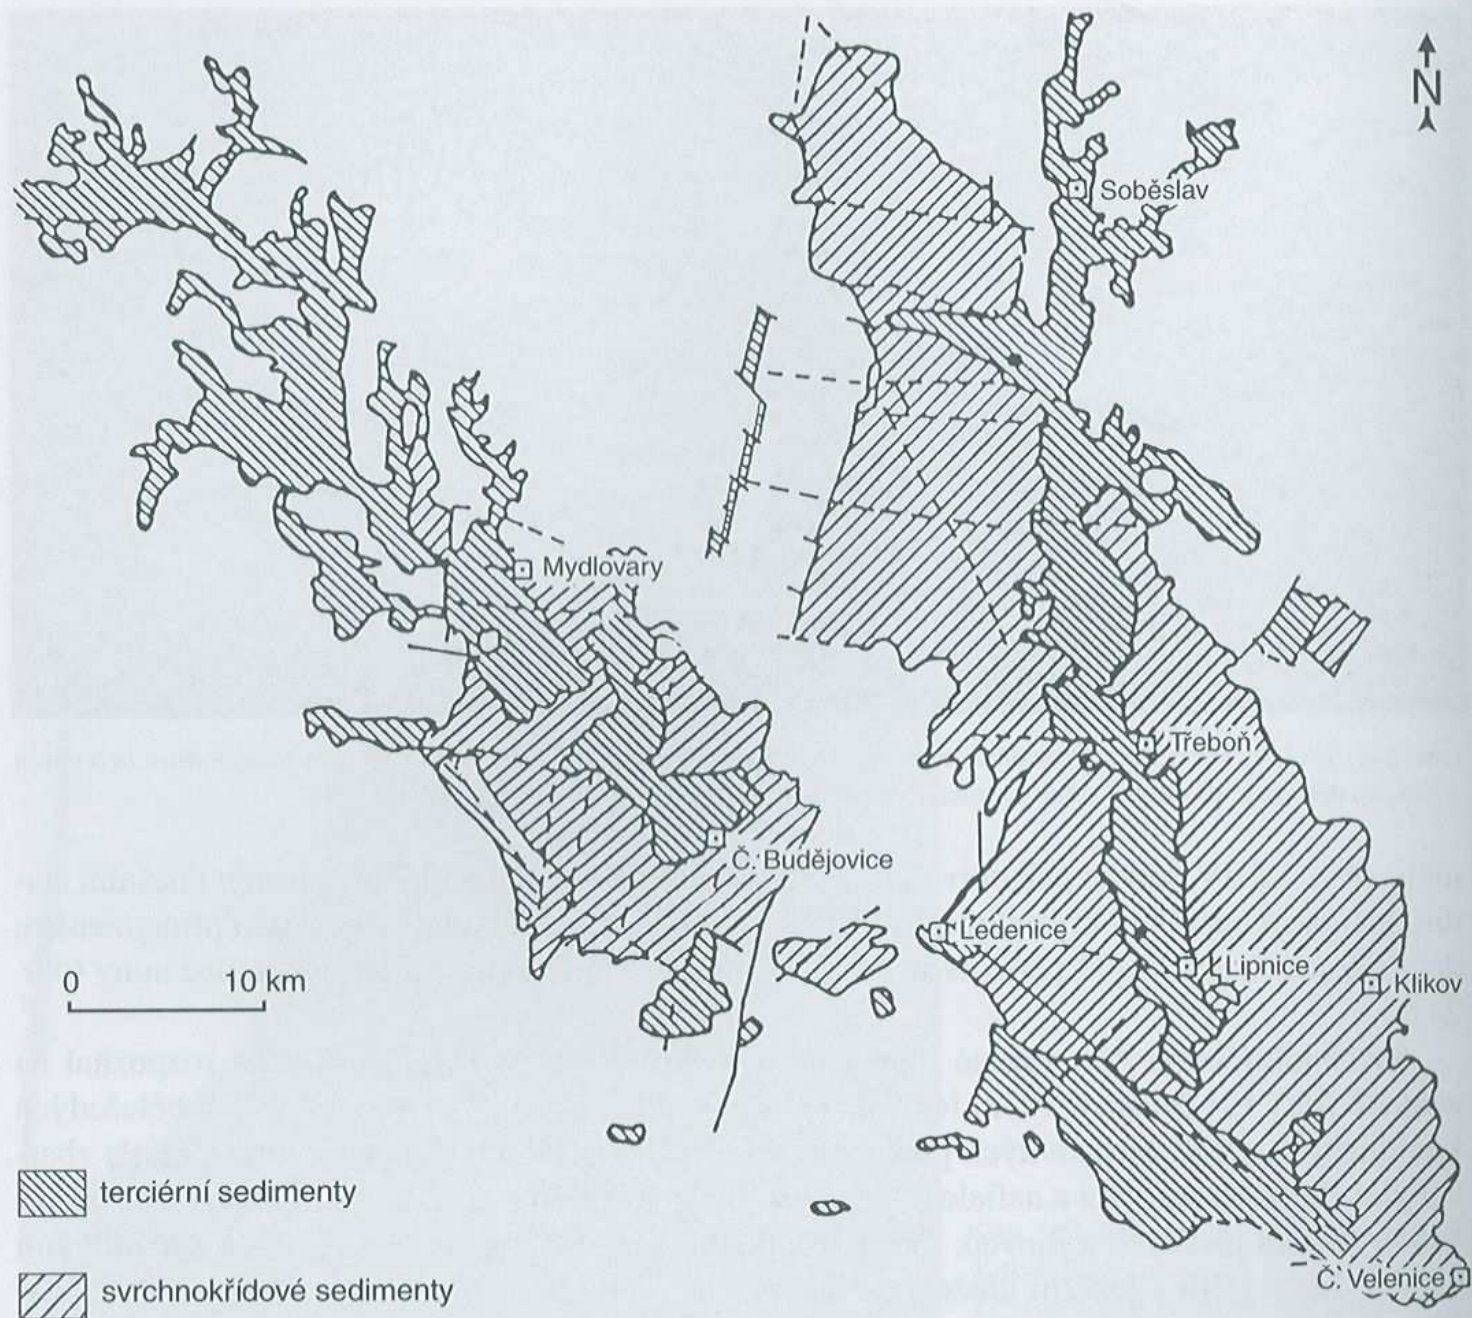 N
Soběslav
Mydlovary
Třeboň
Č. Budějovice
Ledenice
Lipnice
Klikov
0 10 km
terciérní sedimenty
svrchnokřídové sedimenty
Č. Velenice